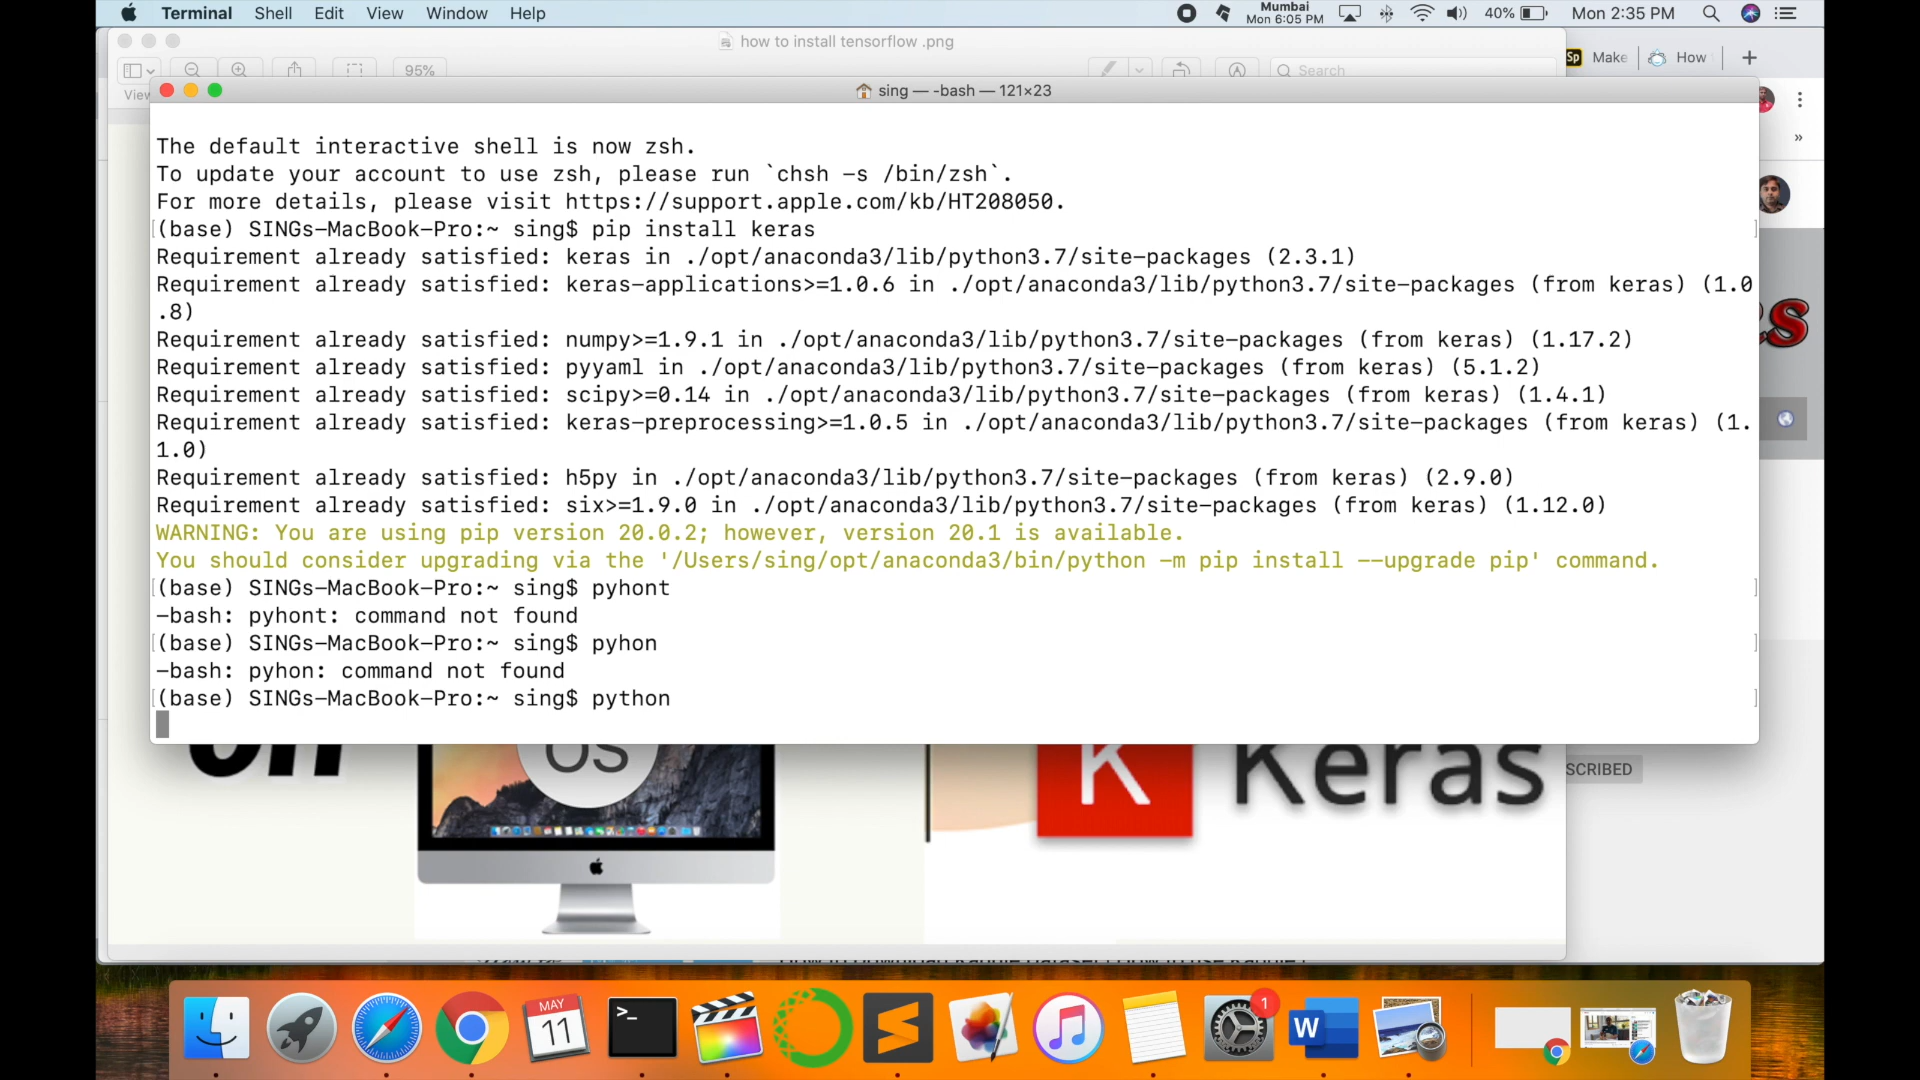 Terminal Shell Edit View Window Help
Mumbai
Mon 6:05 PM
40%
Mon 2:35 PM
how to install tensorflow .png
95%
Search
View
Sp Make
How
sing — -bash — 121×23
The default interactive shell is now zsh.
To update your account to use zsh, please run `chsh -s /bin/zsh`.
For more details, please visit https://support.apple.com/kb/HT208050.
[(base) SINGs-MacBook-Pro:~ sing$ pip install keras ]
Requirement already satisfied: keras in ./opt/anaconda3/lib/python3.7/site-packages (2.3.1)
Requirement already satisfied: keras-applications>=1.0.6 in ./opt/anaconda3/lib/python3.7/site-packages (from keras) (1.0
.8)
Requirement already satisfied: numpy>=1.9.1 in ./opt/anaconda3/lib/python3.7/site-packages (from keras) (1.17.2)
Requirement already satisfied: pyyaml in ./opt/anaconda3/lib/python3.7/site-packages (from keras) (5.1.2)
Requirement already satisfied: scipy>=0.14 in ./opt/anaconda3/lib/python3.7/site-packages (from keras) (1.4.1)
Requirement already satisfied: keras-preprocessing>=1.0.5 in ./opt/anaconda3/lib/python3.7/site-packages (from keras) (1.
1.0)
Requirement already satisfied: h5py in ./opt/anaconda3/lib/python3.7/site-packages (from keras) (2.9.0)
Requirement already satisfied: six>=1.9.0 in ./opt/anaconda3/lib/python3.7/site-packages (from keras) (1.12.0)
WARNING: You are using pip version 20.0.2; however, version 20.1 is available.
You should consider upgrading via the '/Users/sing/opt/anaconda3/bin/python -m pip install --upgrade pip' command.
[(base) SINGs-MacBook-Pro:~ sing$ pyhont ]
-bash: pyhont: command not found
[(base) SINGs-MacBook-Pro:~ sing$ pyhon ]
-bash: pyhon: command not found
[(base) SINGs-MacBook-Pro:~ sing$ python ]
OS
K Keras
SCRIBED
MAY
11
1
W